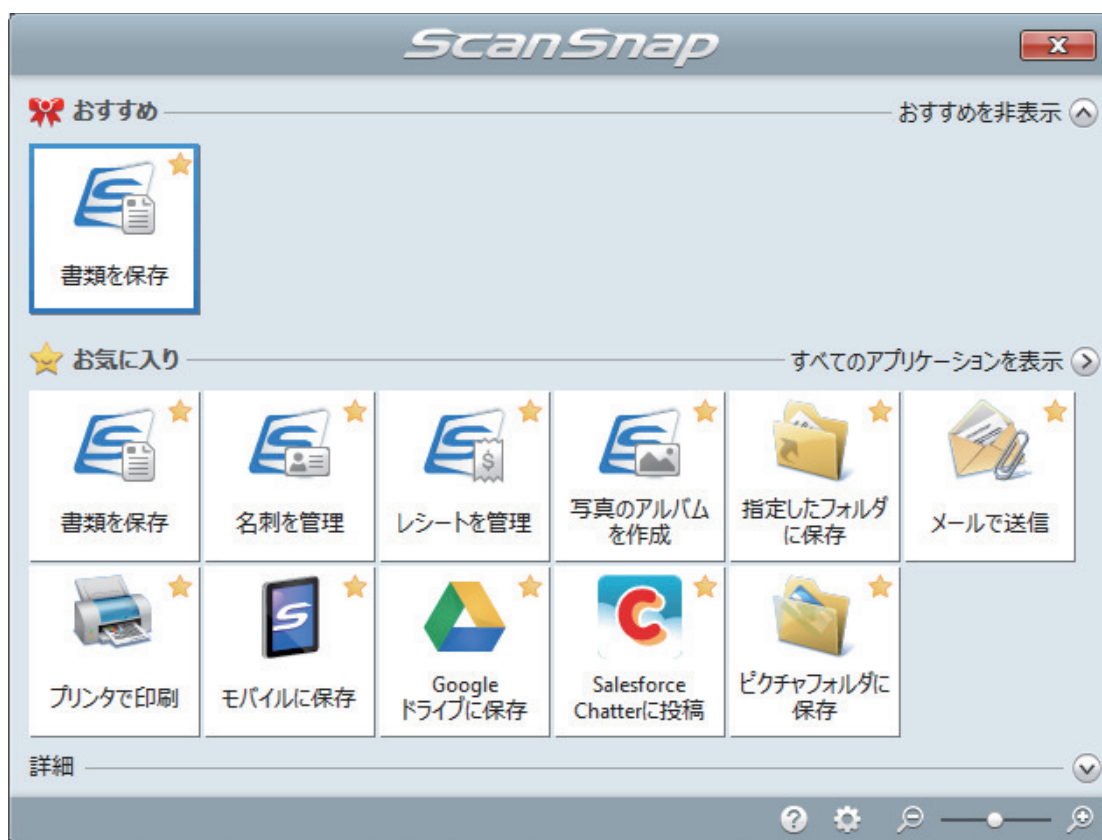 ScanSnap
おすすめ
おすすめを非表示
書類を保存
お気に入り
すべてのアプリケーションを表示
書類を保存
名刺を管理
レシートを管理
写真のアルバム
を作成
指定したフォルダ
に保存
メールで送信
プリンタで印刷
モバイルに保存
Google
ドライブに保存
Salesforce
Chatterに投稿
ピクチャフォルダに
保存
詳細